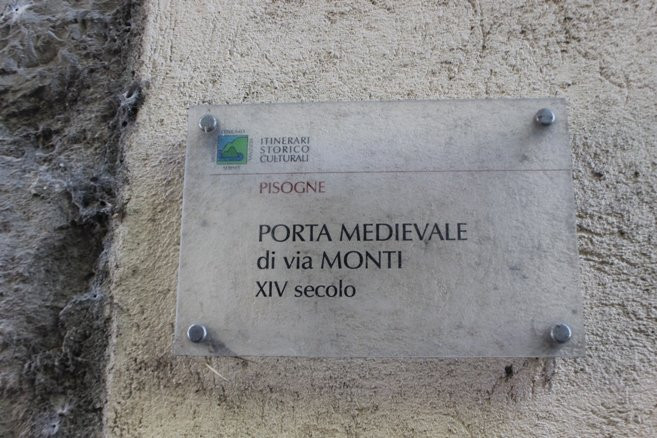 ITINERARI
STORICO
CULTURALI
PISOGNE
PORTA MEDIEVALE
di via MONTI
XIV secolo